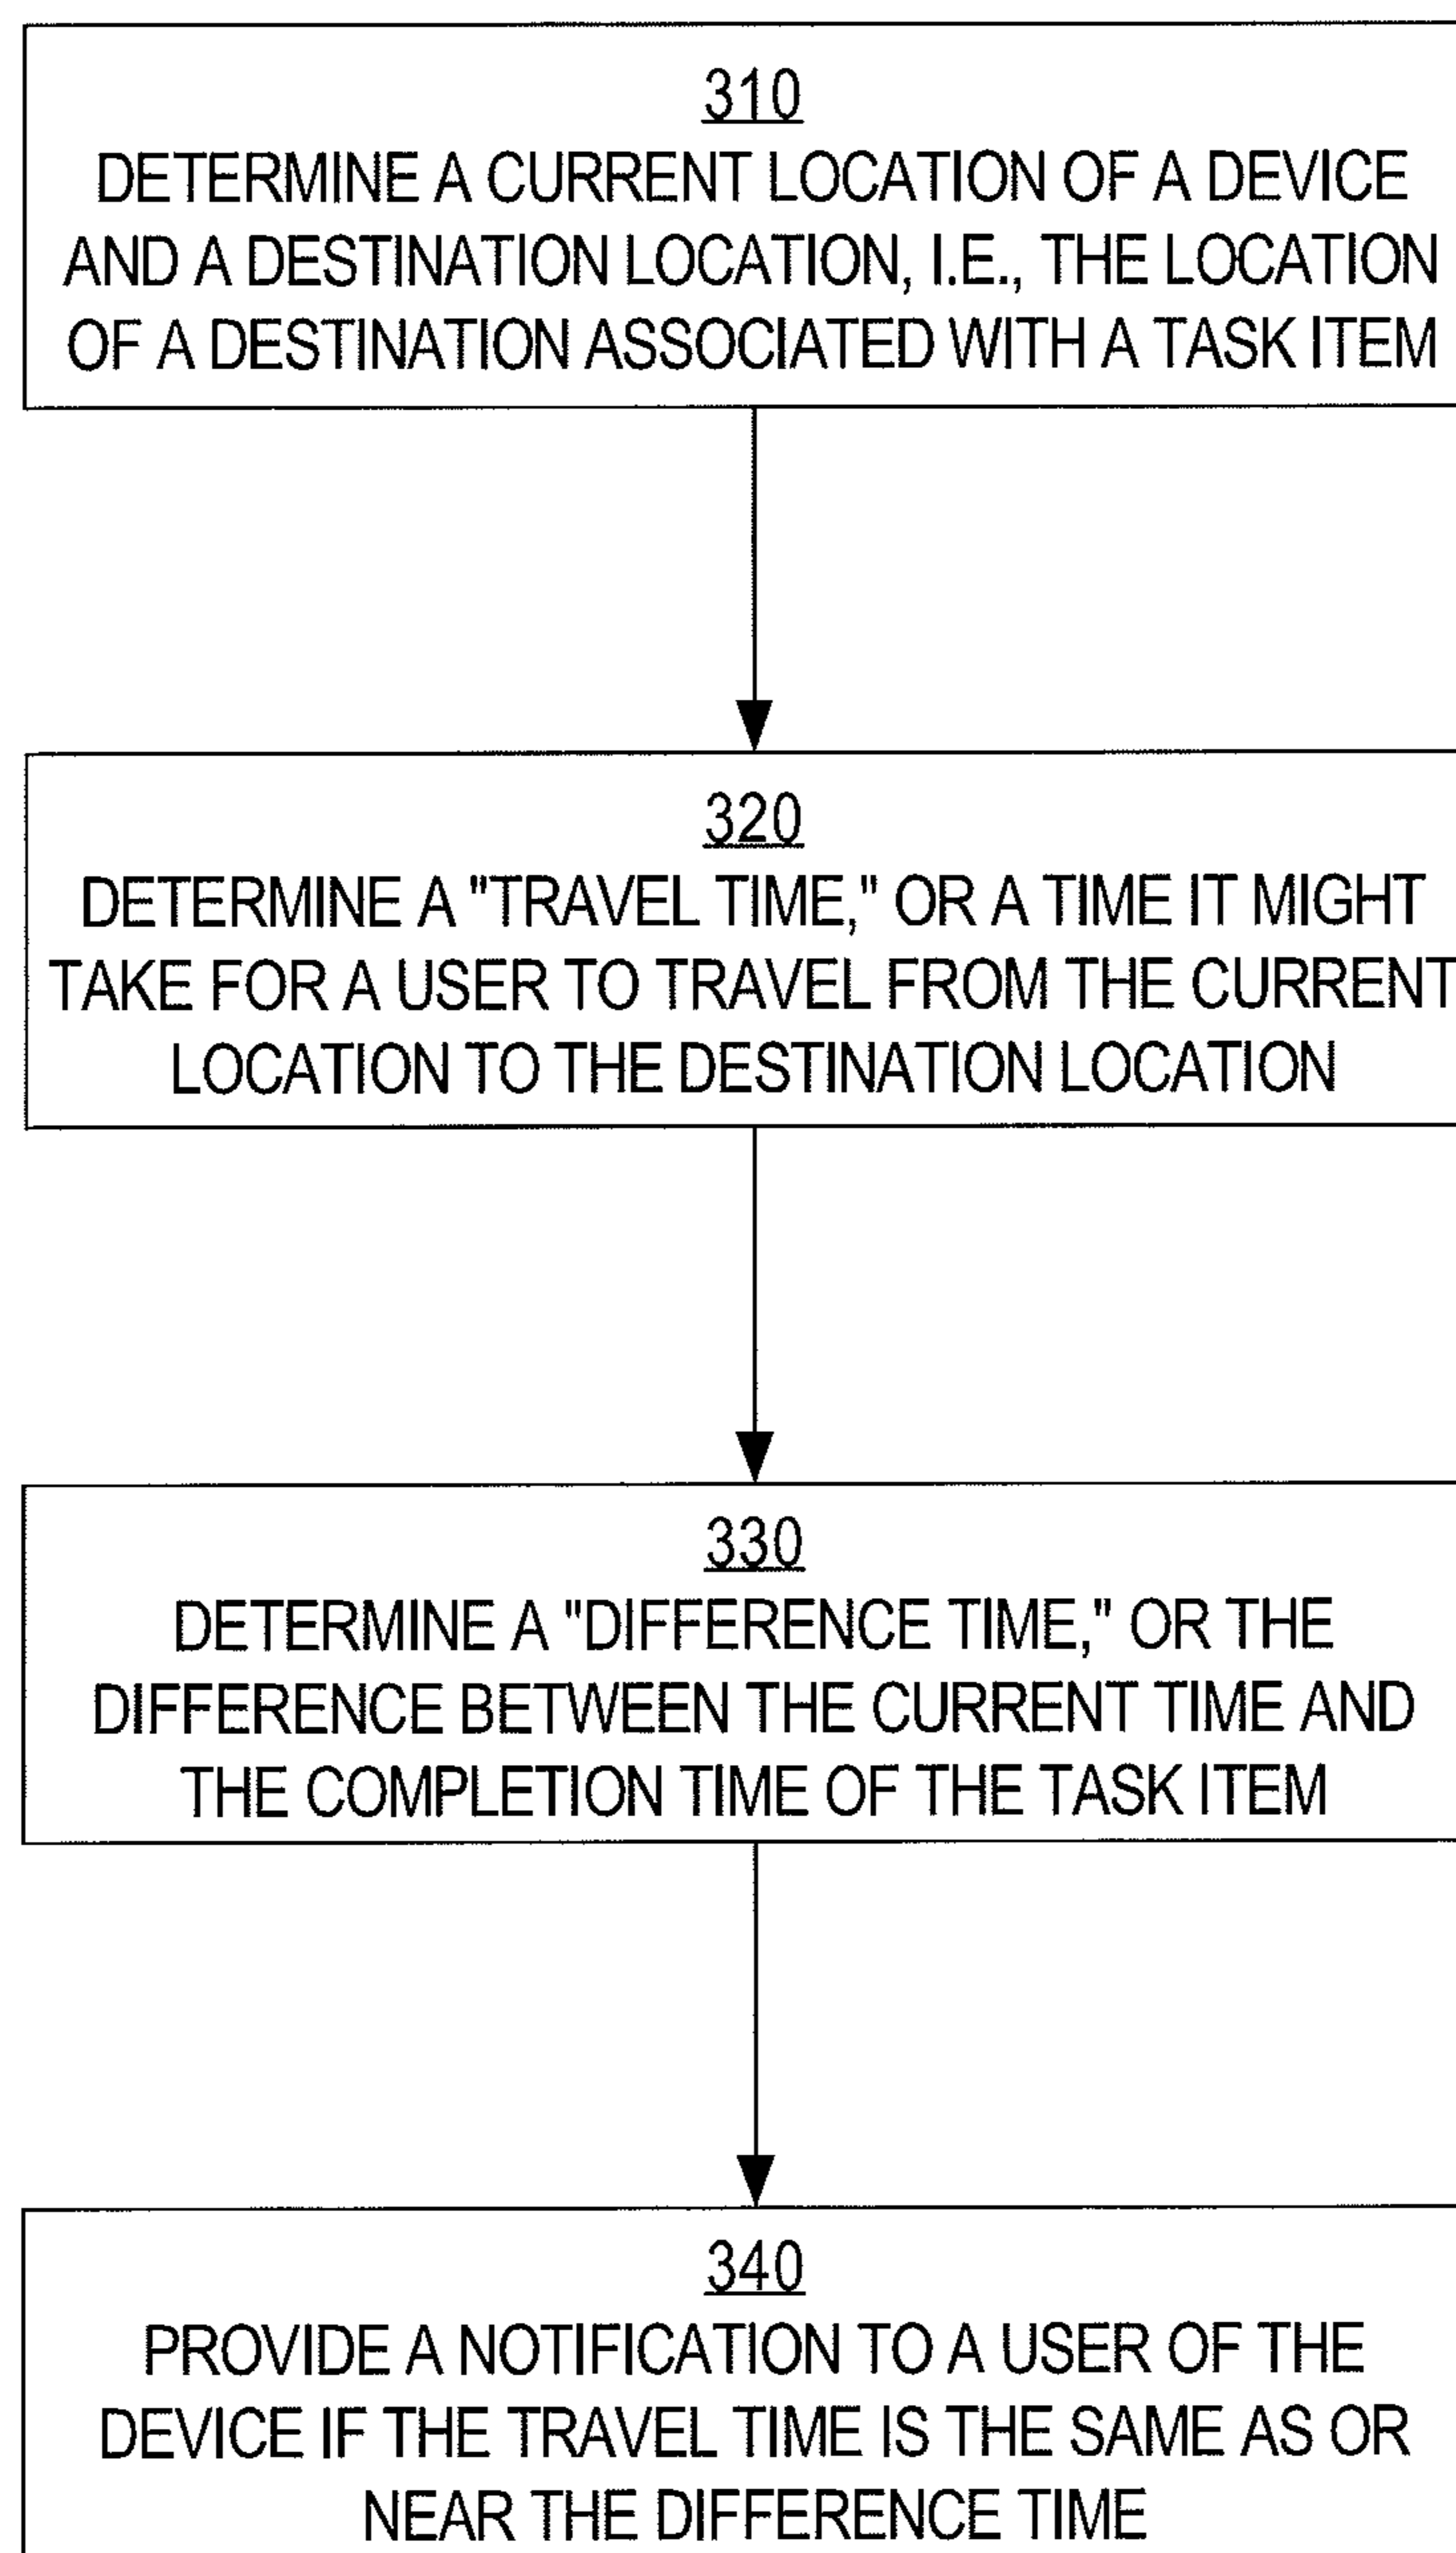 310
DETERMINE A CURRENT LOCATION OF A DEVICE
AND A DESTINATION LOCATION, I.E., THE LOCATION
OF A DESTINATION ASSOCIATED WITH A TASK ITEM
320
DETERMINE A "TRAVEL TIME," OR A TIME IT MIGHT
TAKE FOR A USER TO TRAVEL FROM THE CURRENT
LOCATION TO THE DESTINATION LOCATION
330
DETERMINE A "DIFFERENCE TIME," OR THE
DIFFERENCE BETWEEN THE CURRENT TIME AND
THE COMPLETION TIME OF THE TASK ITEM
340
PROVIDE A NOTIFICATION TO A USER OF THE
DEVICE IF THE TRAVEL TIME IS THE SAME AS OR
NEAR THE DIFFERENCE TIME